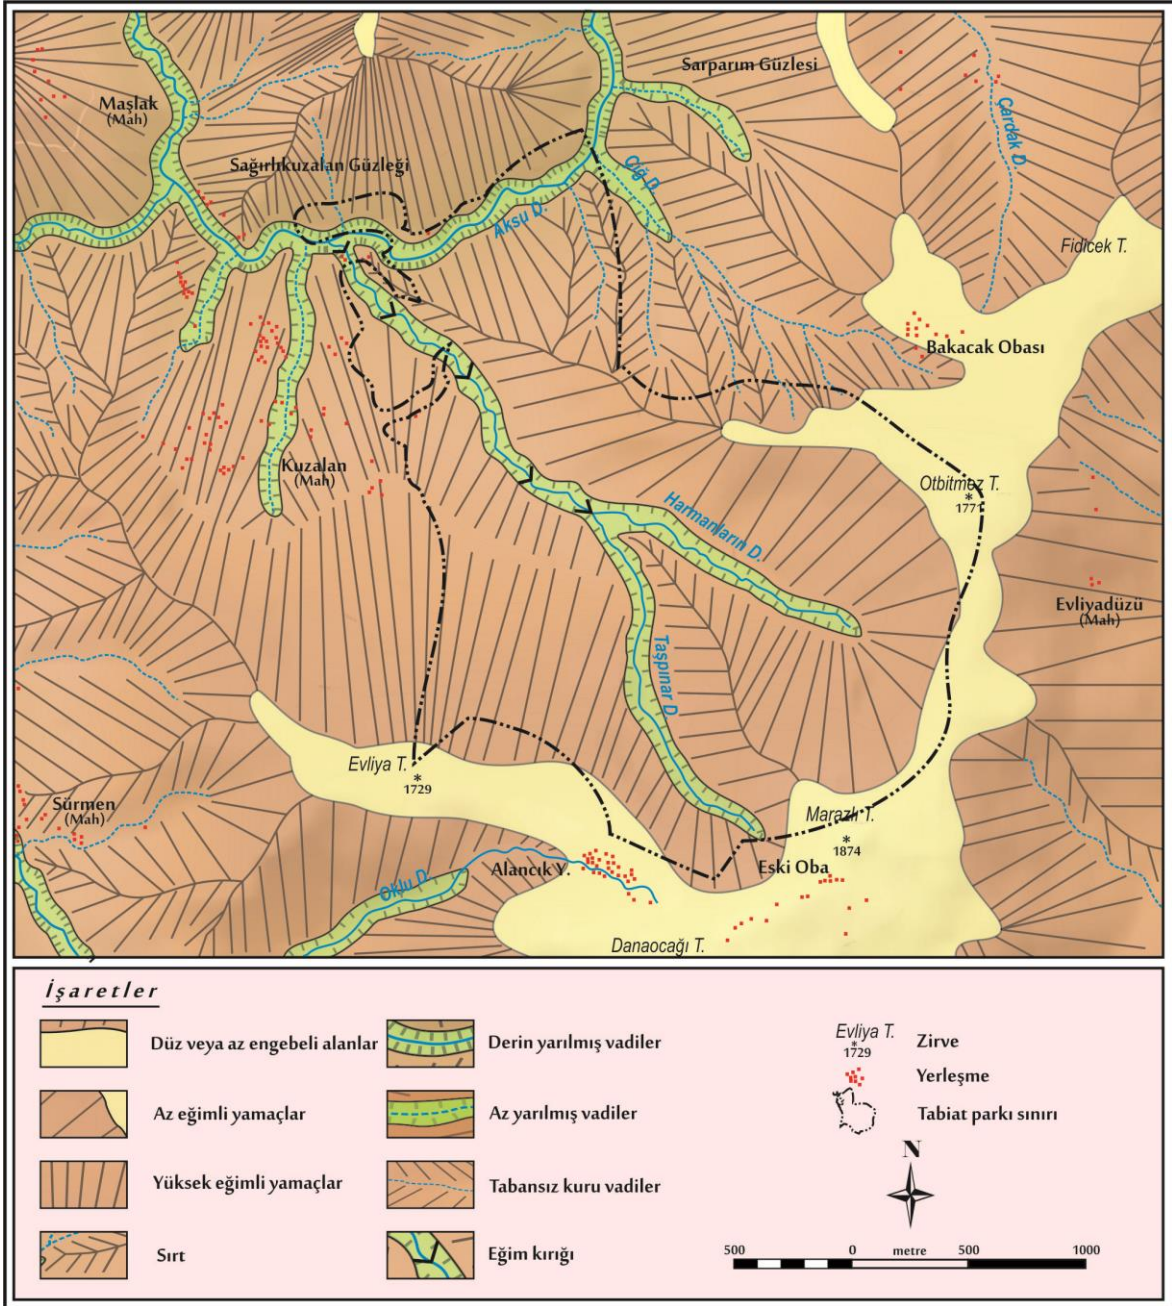 Sarparım Güzlesi
Maşlak
(Mah)
Çardak D.
Sağırlıkuzalan Güzleği
Çiğ D.
Aksu D.
Fidicek T.
Bakacak Obası
Kuzalan
(Mah)
Otbitmez T.
*
1771
Harmanların D.
Evliyadüzü
(Mah)
Taşpınar D.
Evliya T.
*
1729
Sürmen
(Mah)
Marazlı T.
*
1874
Alancık Y.
Eski Oba
Oklu D.
Danaocağı T.
İşaretler
Düz veya az engebeli alanlar
Az eğimli yamaçlar
Yüksek eğimli yamaçlar
Sırt
Derin yarılmış vadiler
Az yarılmış vadiler
Tabansız kuru vadiler
Eğim kırığı
Evliya T.
*
1729
Zirve
Yerleşme
Tabiat parkı sınırı
N
500 0 metre 500 1000